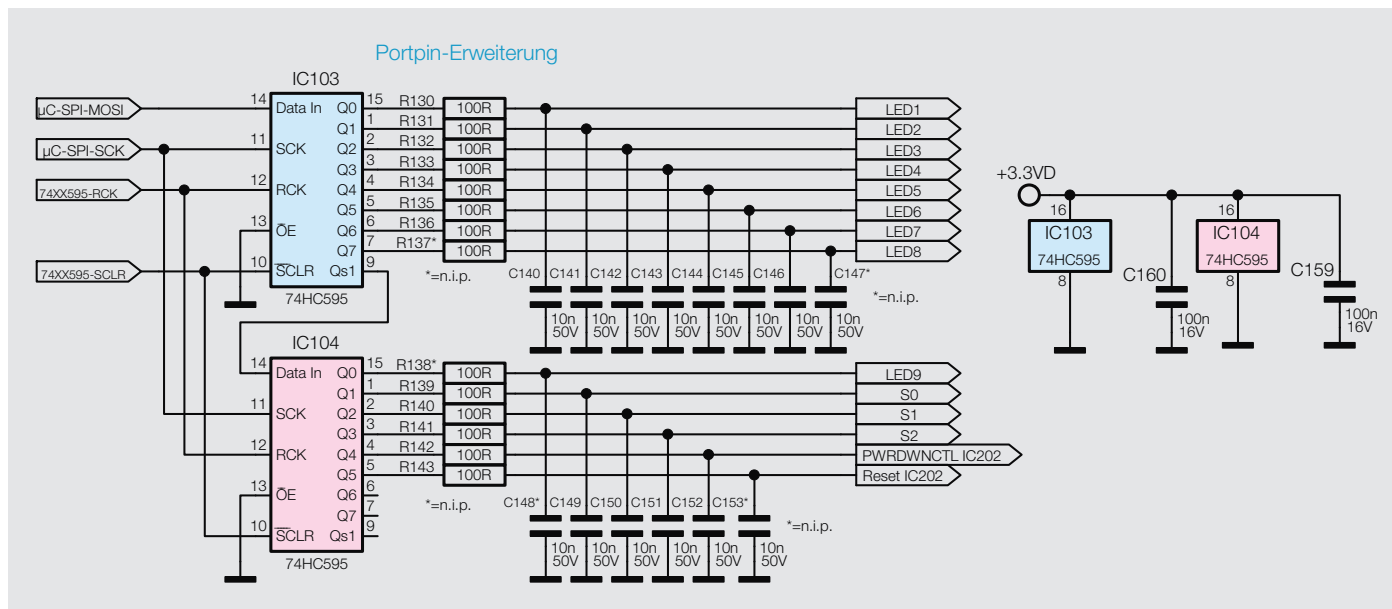 Portpin-Erweiterung
IC103
µC-SPI-MOSI
µC-SPI-SCK
74XX595-RCK
74XX595-SCLR
14 Data In Q0 15 R130 100R LED1
Q1 1 R131 100R LED2
11 SCK Q2 2 R132 100R LED3
Q3 3 R133 100R LED4
12 RCK Q4 4 R134 100R LED5
Q5 5 R135 100R LED6
13 OE Q6 6 R136 100R LED7
Q7 7 R137* 100R LED8
10 SCLR Qs1 9
74HC595
*=n.i.p.
C140 C141 C142 C143 C144 C145 C146 C147*
*=n.i.p.
10n 10n 10n 10n 10n 10n 10n 10n
50V 50V 50V 50V 50V 50V 50V 50V
+3.3VD
16 16
IC103 IC104
74HC595 74HC595
8 8
C160
100n
16V
C159
100n
16V
IC104
14 Data In Q0 15 R138* 100R LED9
Q1 1 R139 100R S0
11 SCK Q2 2 R140 100R S1
Q3 3 R141 100R S2
12 RCK Q4 4 R142 100R PWRDWNCTL IC202
Q5 5 R143 100R Reset IC202
13 OE Q6 6
Q7 7
10 SCLR Qs1 9
74HC595
*=n.i.p.
C148* C149 C150 C151 C152 C153*
*=n.i.p.
10n 10n 10n 10n 10n 10n
50V 50V 50V 50V 50V 50V